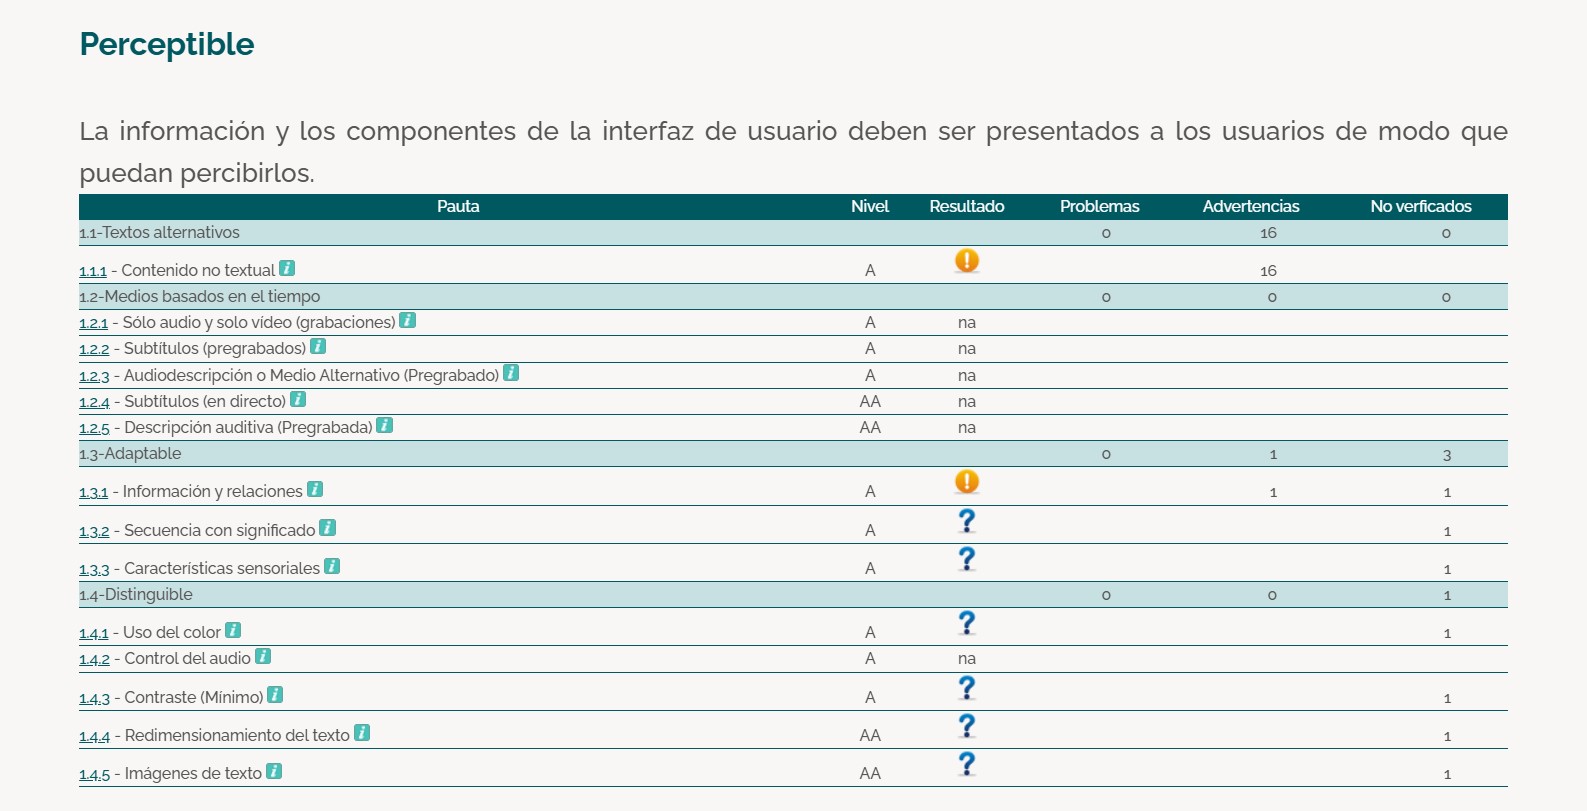 Perceptible
La información y los componentes de la interfaz de usuario deben ser presentados a los usuarios de modo que
puedan percibirlos.
Pauta Nivel Resultado Problemas Advertencias No verficados
1.1-Textos alternativos 0 16 0
1.1.1 - Contenido no textual i A ! 16
1.2-Medios basados en el tiempo 0 0 0
1.2.1 - Sólo audio y solo vídeo (grabaciones) i A na
1.2.2 - Subtítulos (pregrabados) i A na
1.2.3 - Audiodescripción o Medio Alternativo (Pregrabado) i A na
1.2.4 - Subtítulos (en directo) i AA na
1.2.5 - Descripción auditiva (Pregrabada) i AA na
1.3-Adaptable 0 1 3
1.3.1 - Información y relaciones i A ! 1 1
1.3.2 - Secuencia con significado i A ? 1
1.3.3 - Características sensoriales i A ? 1
1.4-Distinguible 0 0 1
1.4.1 - Uso del color i A ? 1
1.4.2 - Control del audio i A na
1.4.3 - Contraste (Mínimo) i A ? 1
1.4.4 - Redimensionamiento del texto i AA ? 1
1.4.5 - Imágenes de texto i AA ? 1